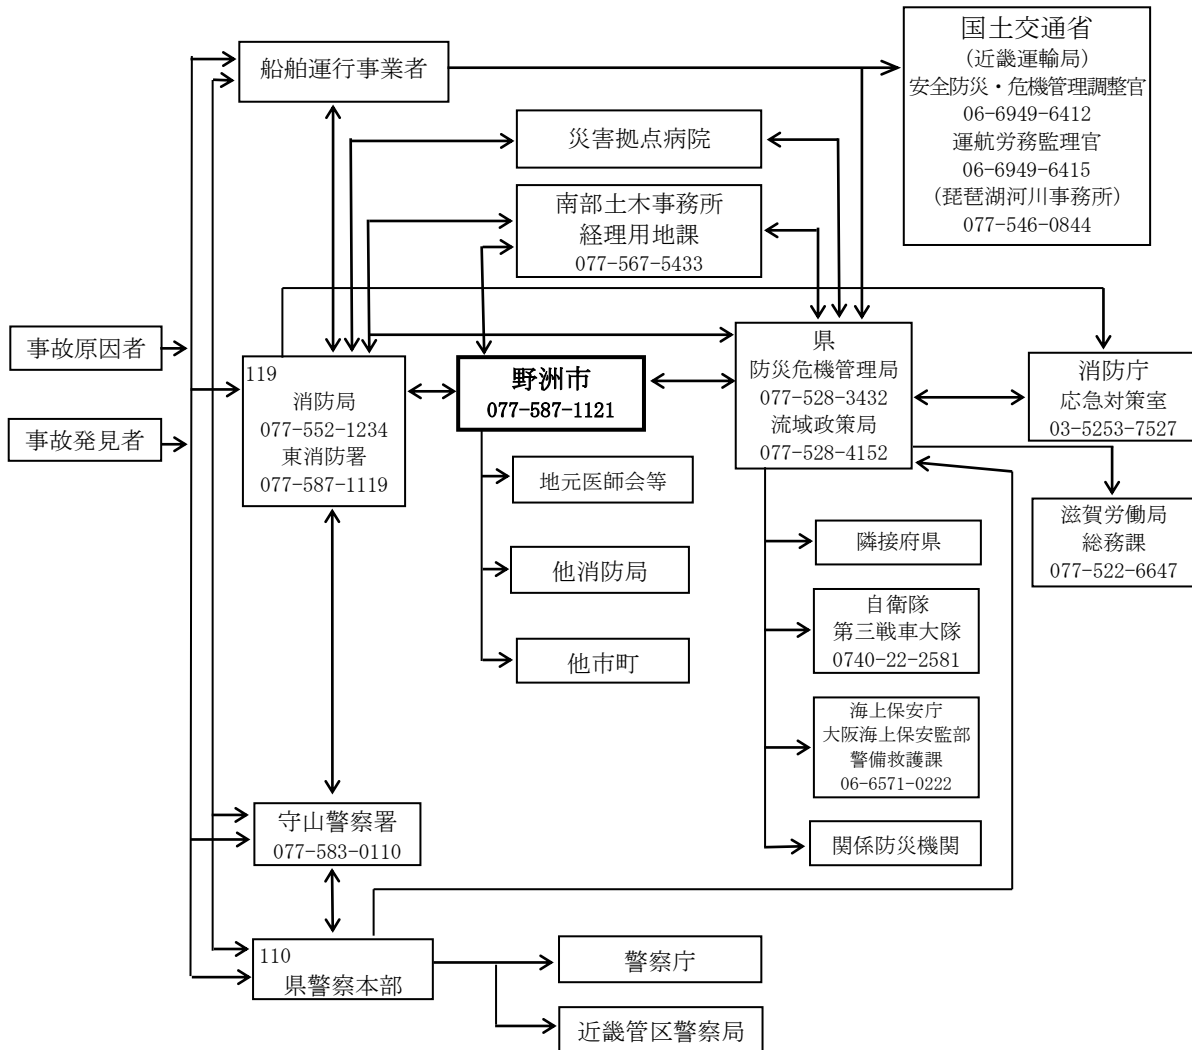 船舶運行事業者
国土交通省
(近畿運輸局)
安全防災・危機管理調整官
06-6949-6412
運航労務監理官
06-6949-6415
(琵琶湖河川事務所)
077-546-0844
災害拠点病院
南部土木事務所
経理用地課
077-567-5433
事故原因者
事故発見者
119
消防局
077-552-1234
東消防署
077-587-1119
野洲市
077-587-1121
県
防災危機管理局
077-528-3432
流域政策局
077-528-4152
消防庁
応急対策室
03-5253-7527
地元医師会等
他消防局
他市町
滋賀労働局
総務課
077-522-6647
隣接府県
自衛隊
第三戦車大隊
0740-22-2581
海上保安庁
大阪海上保安監部
警備救護課
06-6571-0222
関係防災機関
守山警察署
077-583-0110
110
県警察本部
警察庁
近畿管区警察局